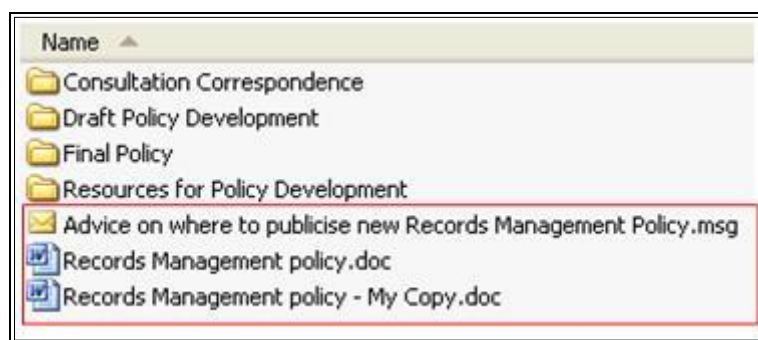 Name
Consultation Correspondence
Draft Policy Development
Final Policy
Resources for Policy Development
Advice on where to publicise new Records Management Policy.msg
Records Management policy.doc
Records Management policy - My Copy.doc